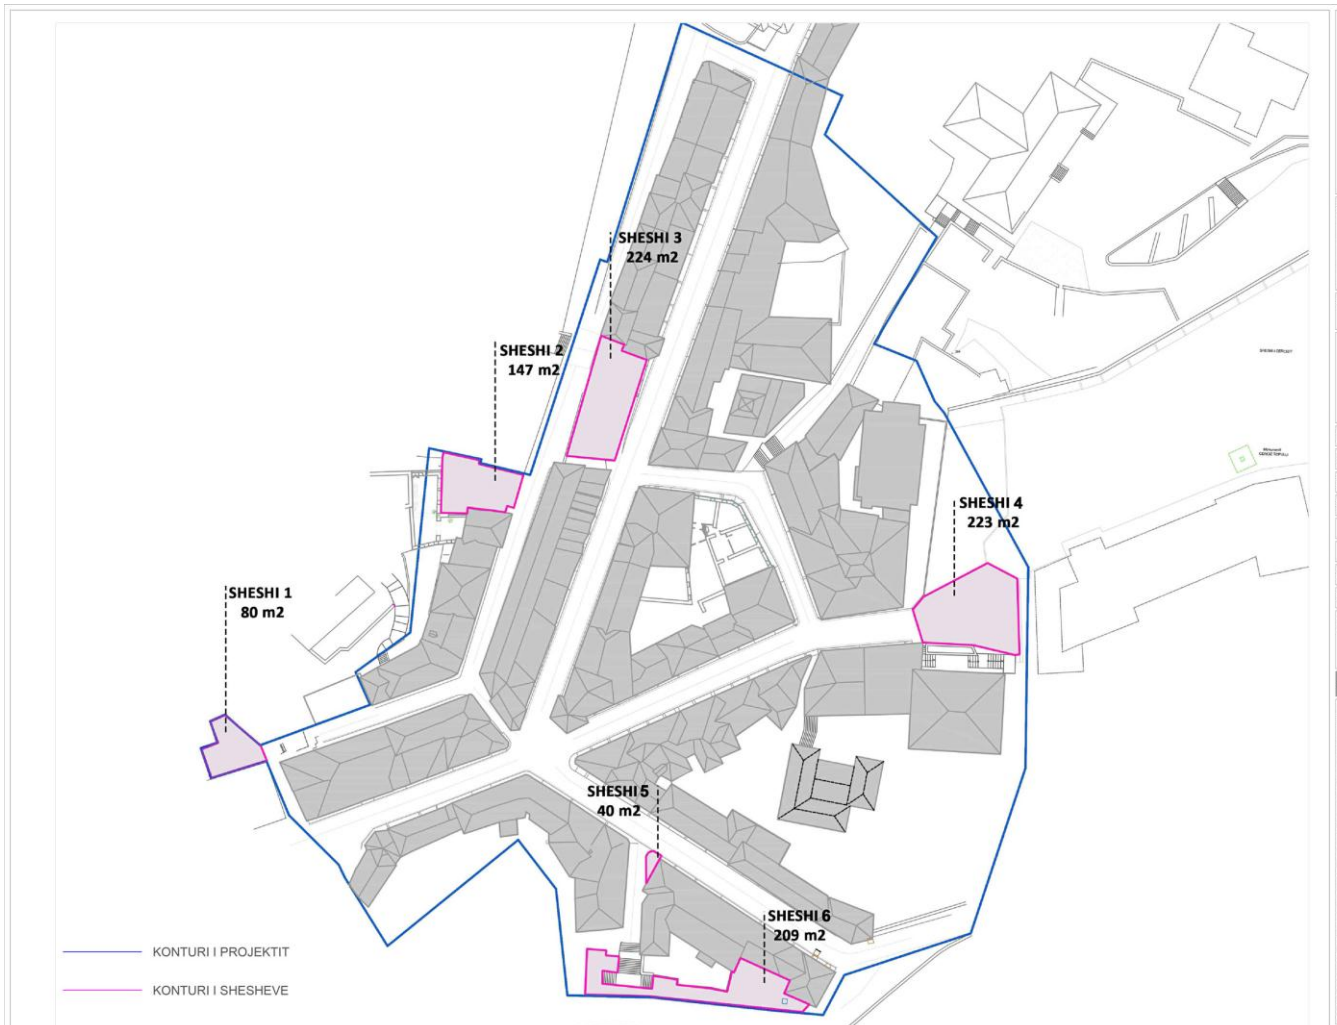 SHESHI 3
224 m2
SHESHI 2
147 m2
SHESHI 4
223 m2
SHESHI 1
80 m2
SHESHI 5
40 m2
SHESHI 6
209 m2
KONTURI I PROJEKTIT
KONTURI I SHESHEVE